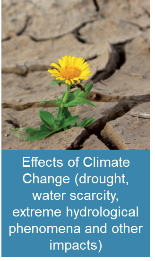 Effects of Climate
Change (drought,
water scarcity,
extreme hydrological
phenomena and other
impacts)